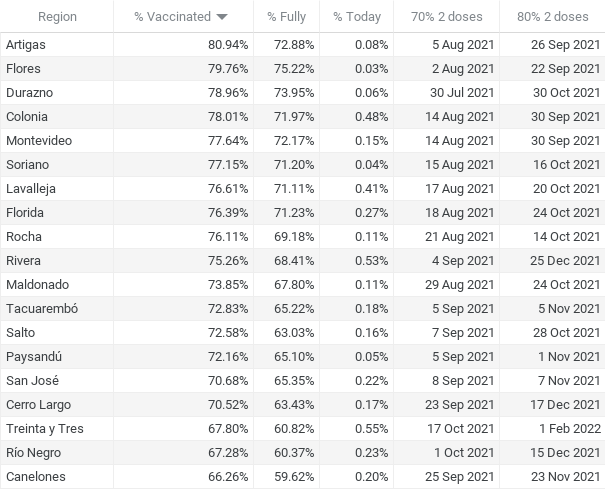 Region % Vaccinated % Fully % Today 70% 2 doses 80% 2 doses
Artigas 80.94% 72.88% 0.08% 5 Aug 2021 26 Sep 2021
Flores 79.76% 75.22% 0.03% 2 Aug 2021 22 Sep 2021
Durazno 78.96% 73.95% 0.06% 30 Jul 2021 30 Oct 2021
Colonia 78.01% 71.97% 0.48% 14 Aug 2021 30 Sep 2021
Montevideo 77.64% 72.17% 0.15% 14 Aug 2021 30 Sep 2021
Soriano 77.15% 71.20% 0.04% 15 Aug 2021 16 Oct 2021
Lavalleja 76.61% 71.11% 0.41% 17 Aug 2021 20 Oct 2021
Florida 76.39% 71.23% 0.27% 18 Aug 2021 24 Oct 2021
Rocha 76.11% 69.18% 0.11% 21 Aug 2021 14 Oct 2021
Rivera 75.26% 68.41% 0.53% 4 Sep 2021 25 Dec 2021
Maldonado 73.85% 67.80% 0.11% 29 Aug 2021 24 Oct 2021
Tacuarembó 72.83% 65.22% 0.18% 5 Sep 2021 5 Nov 2021
Salto 72.58% 63.03% 0.16% 7 Sep 2021 28 Oct 2021
Paysandú 72.16% 65.10% 0.05% 5 Sep 2021 1 Nov 2021
San José 70.68% 65.35% 0.22% 8 Sep 2021 7 Nov 2021
Cerro Largo 70.52% 63.43% 0.17% 23 Sep 2021 17 Dec 2021
Treinta y Tres 67.80% 60.82% 0.55% 17 Oct 2021 1 Feb 2022
Río Negro 67.28% 60.37% 0.23% 1 Oct 2021 15 Dec 2021
Canelones 66.26% 59.62% 0.20% 25 Sep 2021 23 Nov 2021